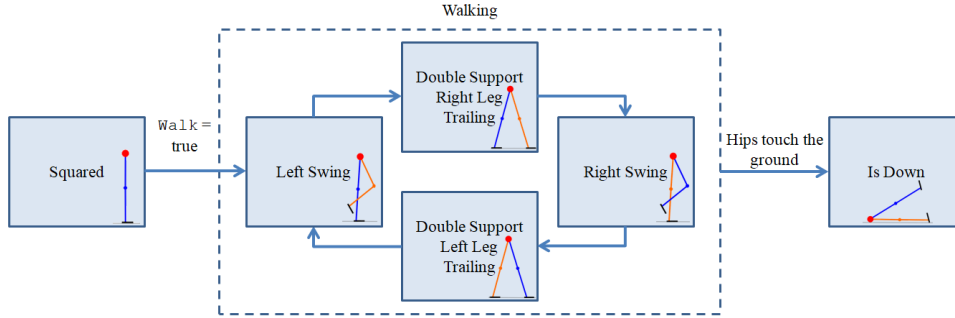 Walking
Squared
Walk =
true
Left Swing
Double Support
Right Leg
Trailing
Right Swing
Double Support
Left Leg
Trailing
Hips touch the
ground
Is Down